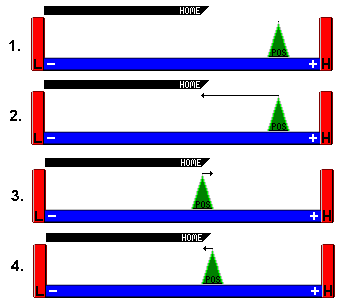 HOME
1.
POS
L − + H
HOME
2.
POS
L − + H
HOME
3.
POS
L − + H
HOME
4.
POS
L − + H